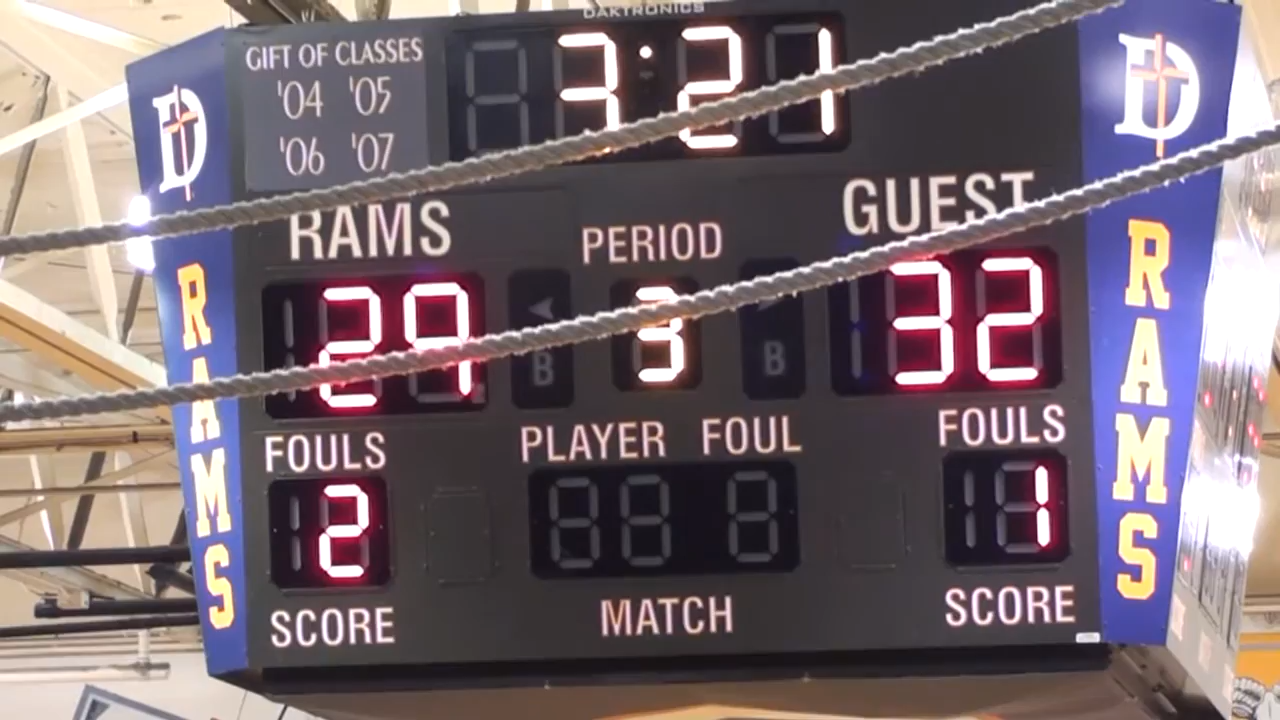 DAKTRONICS
GIFT OF CLASSES
'04 '05
'06 '07
7:21
RAMS
PERIOD
GUEST
29
3
32
B
B
FOULS
PLAYER FOUL
FOULS
2
1
SCORE
MATCH
SCORE
D
RAMS
D
RAMS